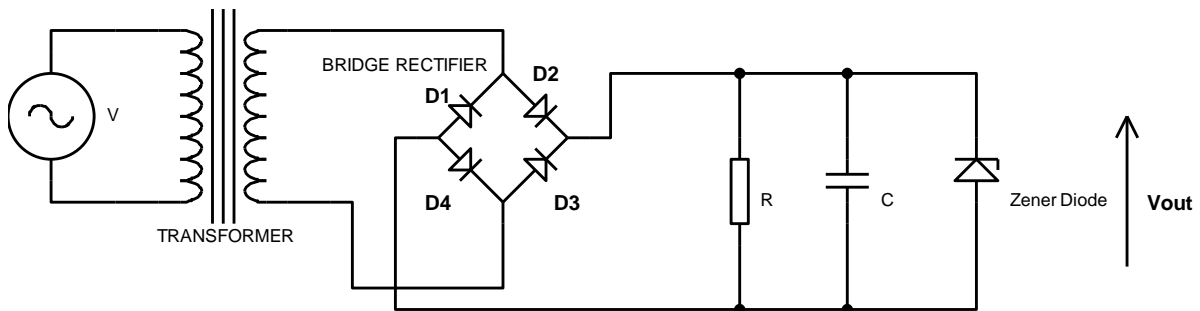 BRIDGE RECTIFIER
D2
D1
V
D4
D3
R
C
Zener Diode
Vout
TRANSFORMER